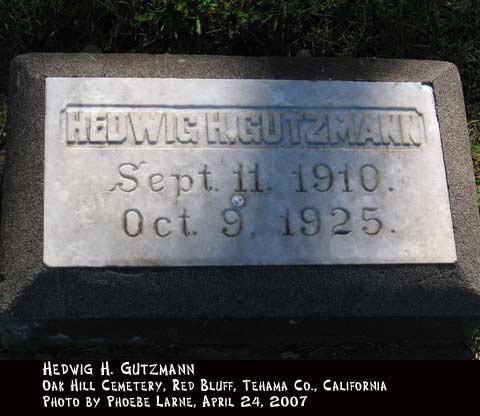 HEDWIG H. GUTZMANN
Sept. 11, 1910.
Oct. 9, 1925.
Hedwig H. Gutzmann
Oak Hill Cemetery, Red Bluff, Tehama Co., California
Photo by Phoebe Larne, April 24, 2007